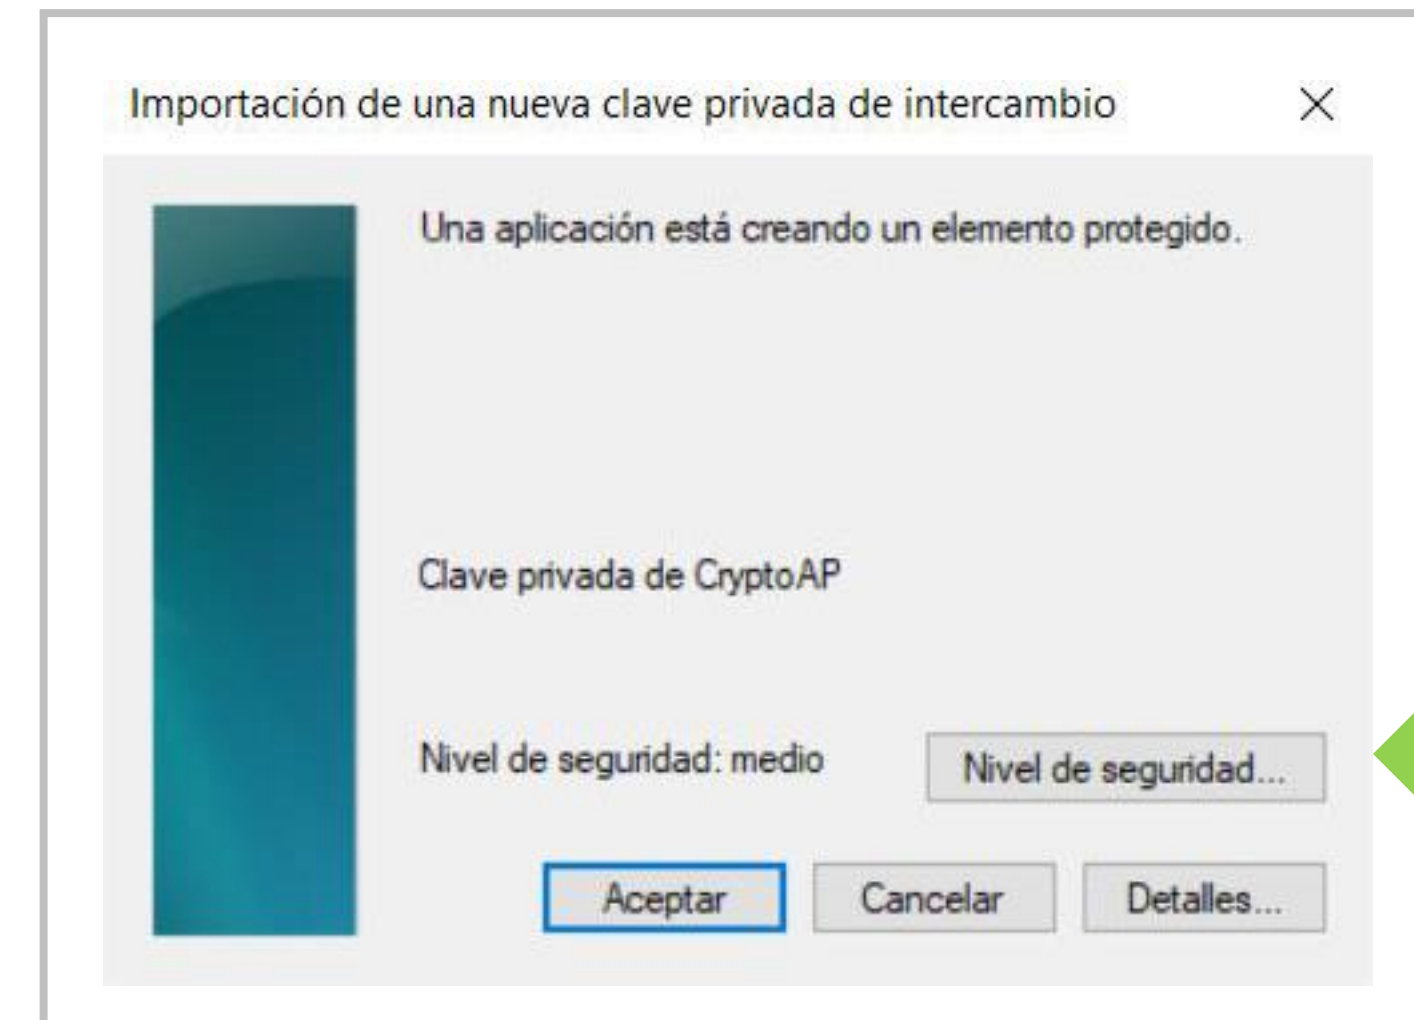 Importación de una nueva clave privada de intercambio
Una aplicación está creando un elemento protegido.
Clave privada de CryptoAP
Nivel de seguridad: medio
Nivel de seguridad...
Aceptar
Cancelar
Detalles...